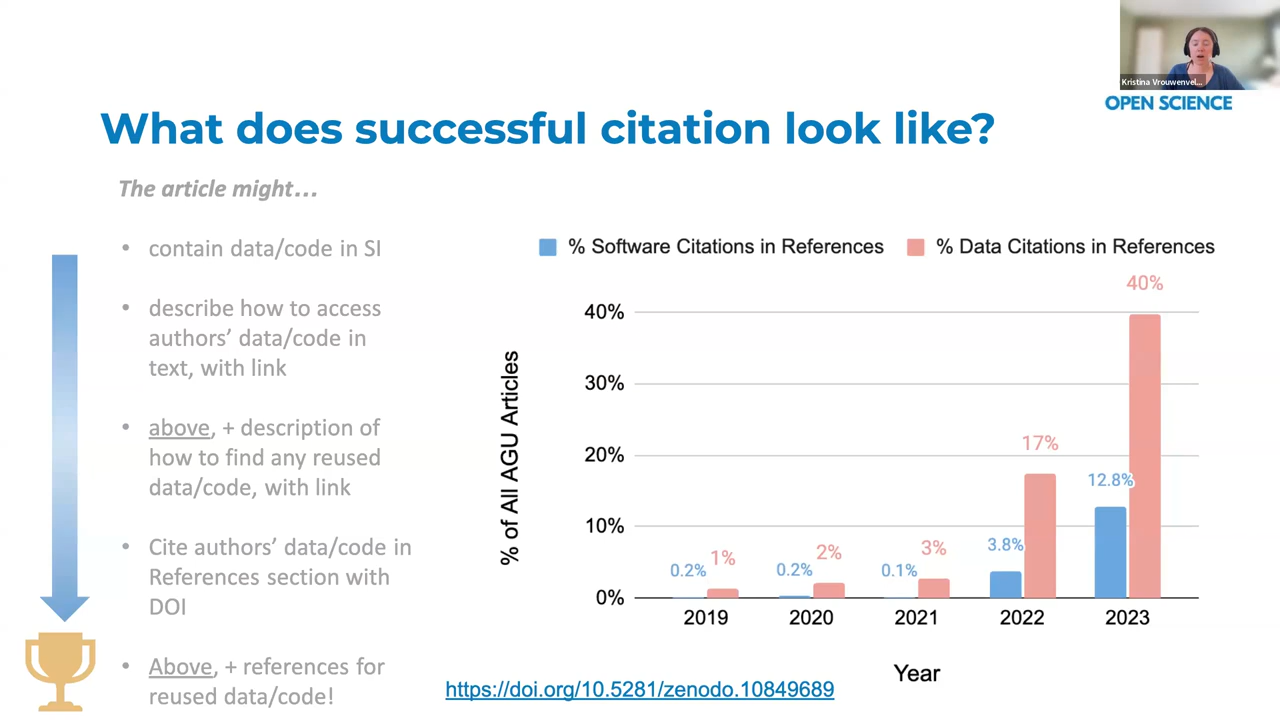 Kristina Vrouwenvel...
OPEN SCIENCE
What does successful citation look like?
The article might…
• contain data/code in SI
• describe how to access
authors’ data/code in
text, with link
• above, + description of
how to find any reused
data/code, with link
• Cite authors’ data/code in
References section with
DOI
• Above, + references for
reused data/code!
% Software Citations in References
% Data Citations in References
% of All AGU Articles
40%
30%
20%
10%
0%
0.2%
1%
0.2%
2%
0.1%
3%
3.8%
17%
12.8%
40%
2019
2020
2021
2022
2023
Year
https://doi.org/10.5281/zenodo.10849689